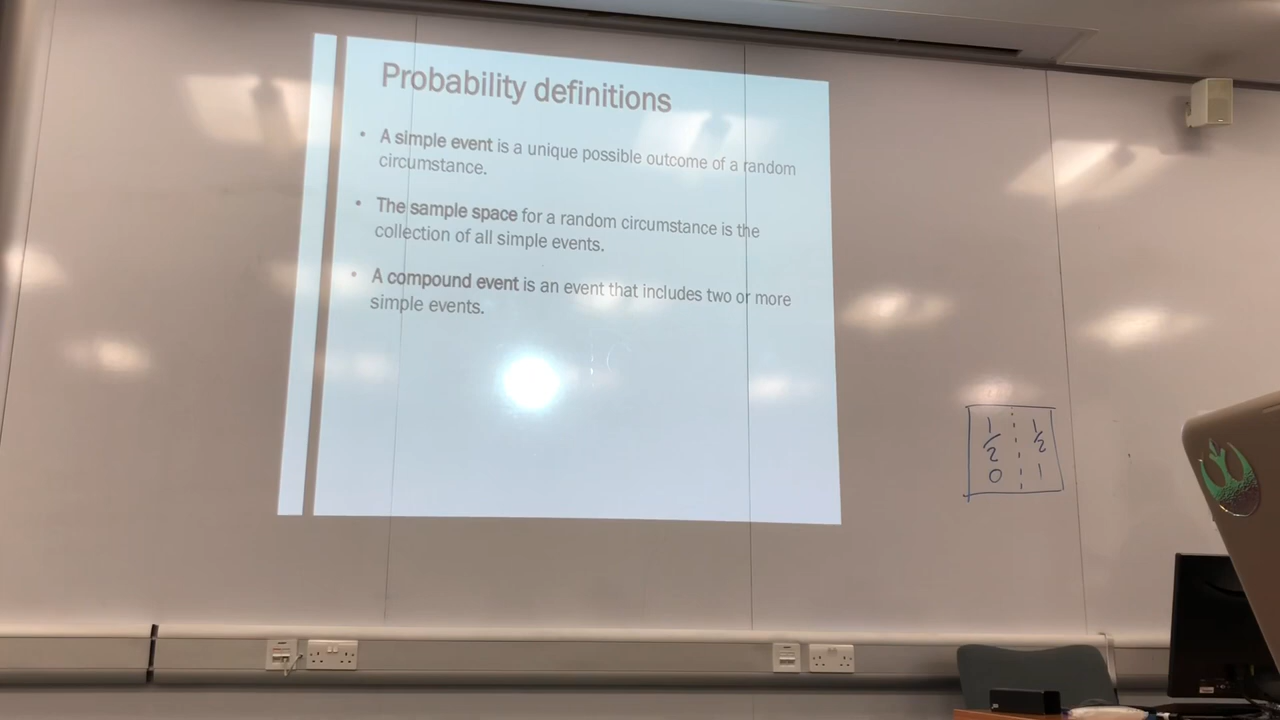 Probability definitions
• A simple event is a unique possible outcome of a random
circumstance.
• The sample space for a random circumstance is the
collection of all simple events.
• A compound event is an event that includes two or more
simple events.
1/2 1/2
0 1